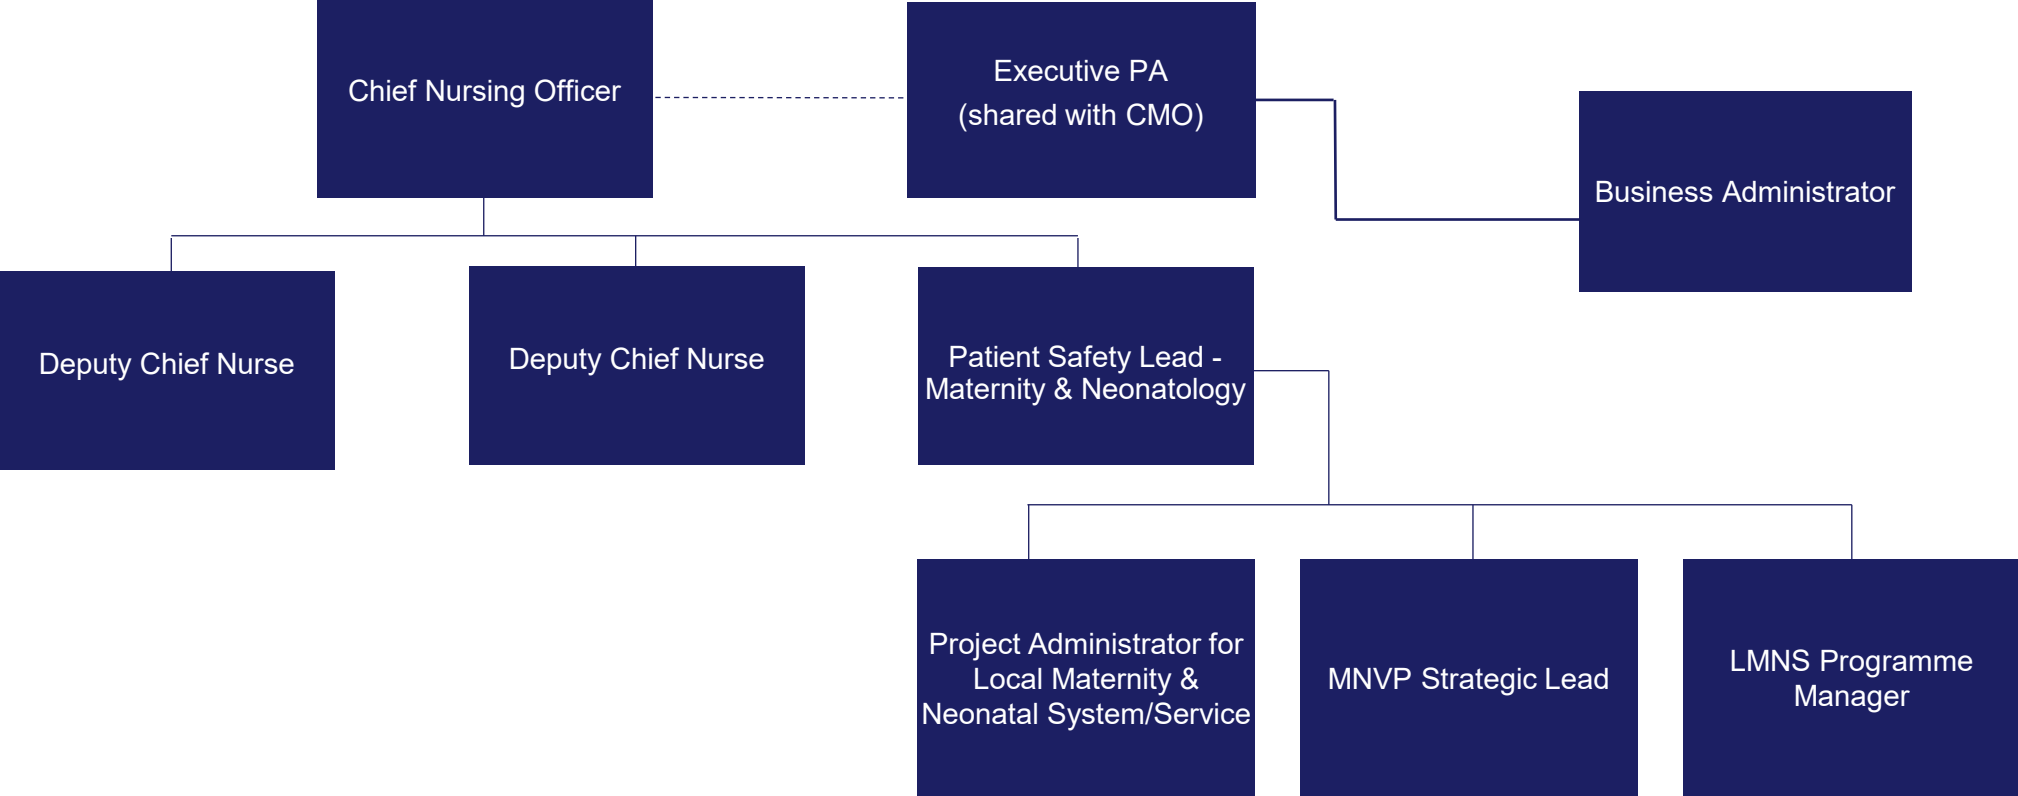 Chief Nursing Officer
Executive PA
(shared with CMO)
Business Administrator
Deputy Chief Nurse
Deputy Chief Nurse
Patient Safety Lead -
Maternity & Neonatology
Project Administrator for
Local Maternity &
Neonatal System/Service
MNVP Strategic Lead
LMNS Programme
Manager